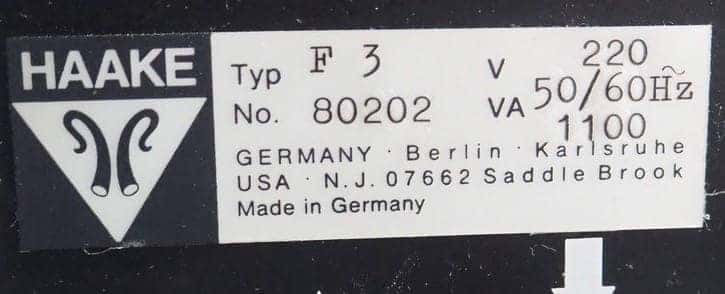 HAAKE
Typ F 3 V 220
No. 80202 VA 50/60Hz~
1100
GERMANY · Berlin · Karlsruhe
USA · N.J. 07662 Saddle Brook
Made in Germany